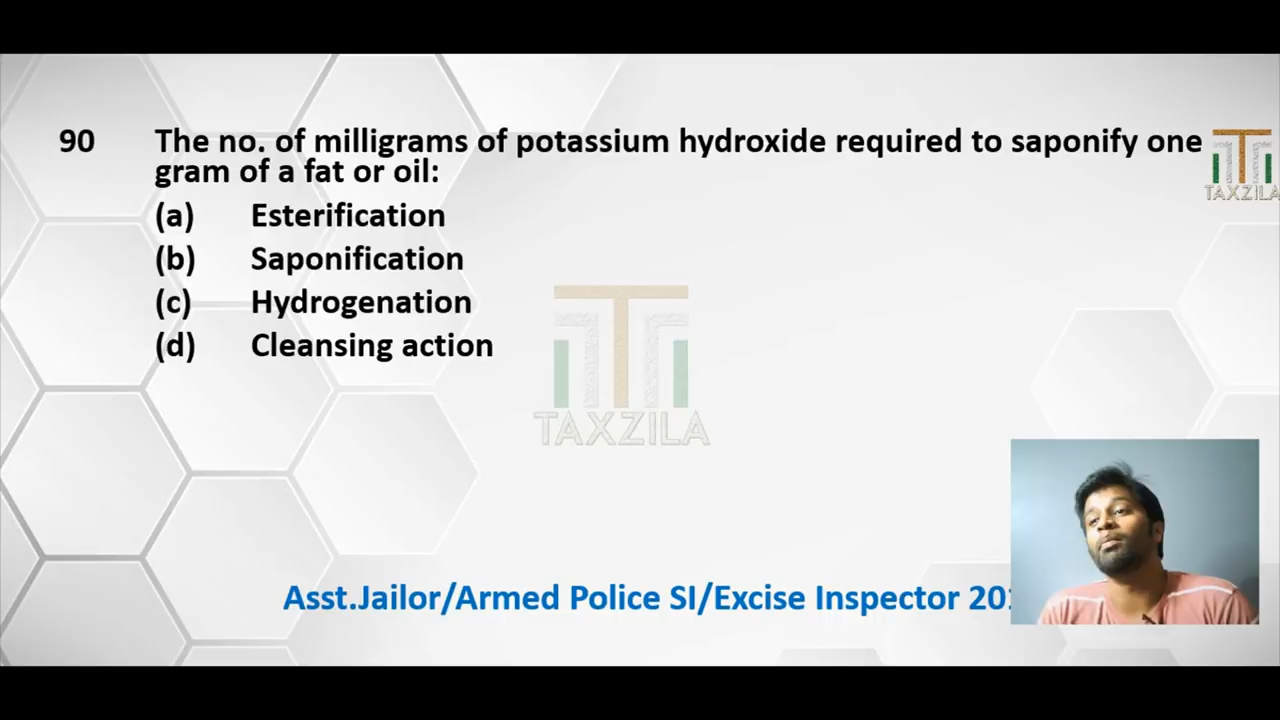 90 The no. of milligrams of potassium hydroxide required to saponify one
gram of a fat or oil:
(a) Esterification
(b) Saponification
(c) Hydrogenation
(d) Cleansing action
TAXZILA
TAXZILA
Asst.Jailor/Armed Police SI/Excise Inspector